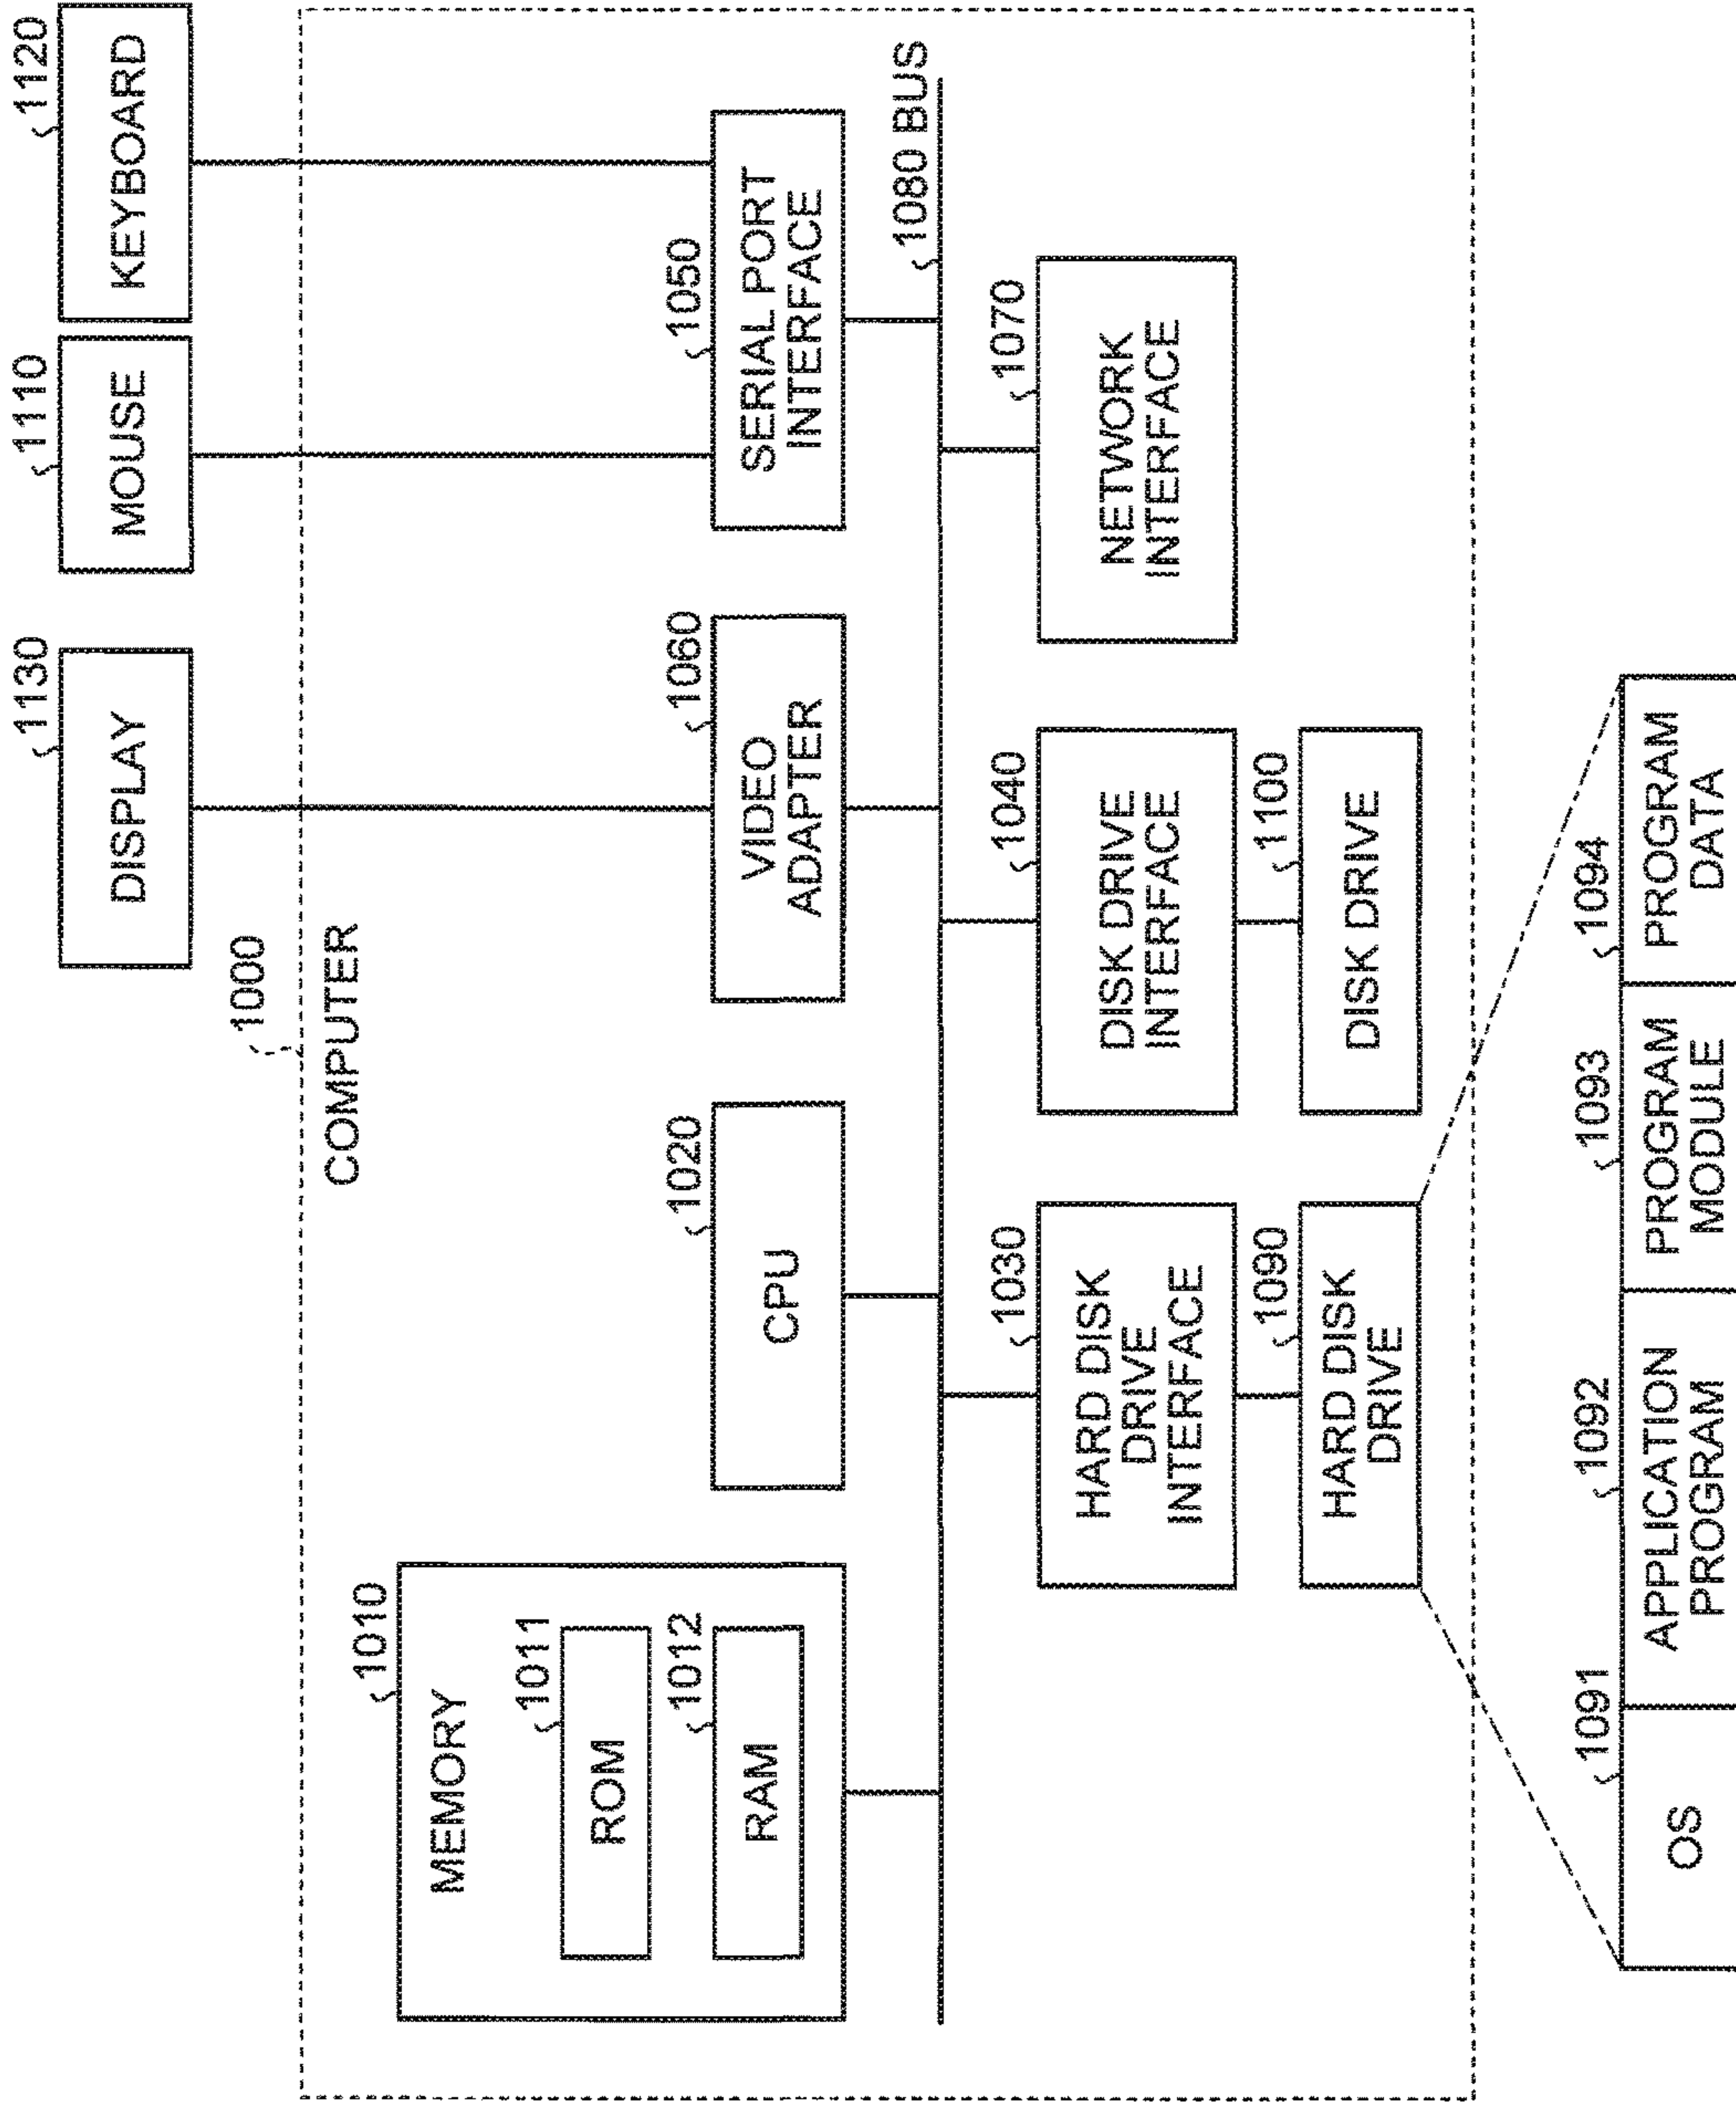 1130
DISPLAY
1110
MOUSE
1120
KEYBOARD
1000
COMPUTER
1010
MEMORY
1011
ROM
1012
RAM
1020
CPU
1060
VIDEO
ADAPTER
1050
SERIAL PORT
INTERFACE
1080 BUS
1030
HARD DISK
DRIVE
INTERFACE
1040
DISK DRIVE
INTERFACE
1070
NETWORK
INTERFACE
1090
HARD DISK
DRIVE
1100
DISK DRIVE
1091
OS
1092
APPLICATION
PROGRAM
1093
PROGRAM
MODULE
1094
PROGRAM
DATA